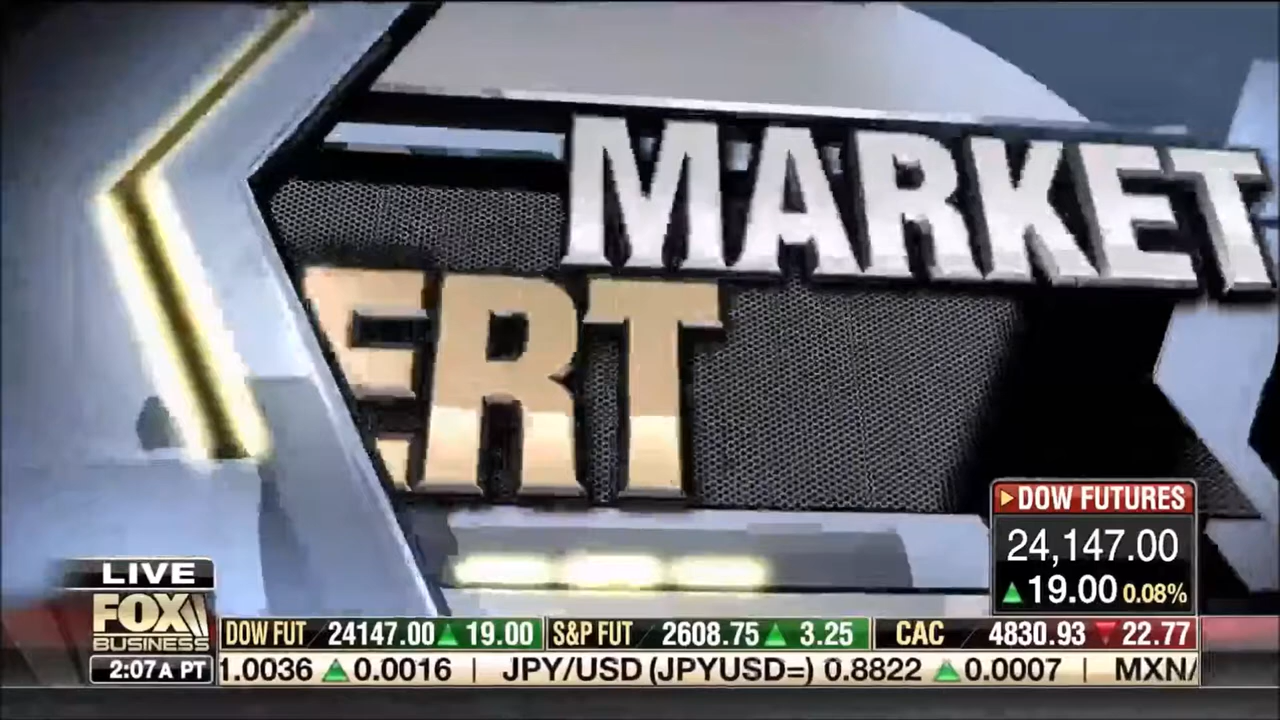 MARKET
ERT
DOW FUTURES
24,147.00
19.00 0.08%
LIVE
FOX
BUSINESS
2:07A PT
DOW FUT 24147.00 19.00 S&P FUT 2608.75 3.25 CAC 4830.93 22.77
1.0036 0.0016 | JPY/USD (JPYUSD=) 0.8822 0.0007 | MXN/